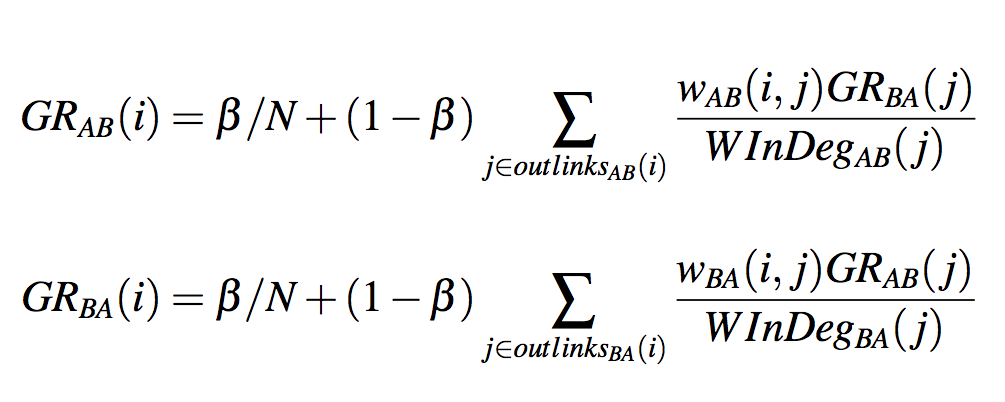 GR_{AB}(i) = β/N + (1 − β) ∑_{j∈outlinks_{AB}(i)} \frac{w_{AB}(i, j)GR_{BA}(j)}{WInDeg_{AB}(j)}
GR_{BA}(i) = β/N + (1 − β) ∑_{j∈outlinks_{BA}(i)} \frac{w_{BA}(i, j)GR_{AB}(j)}{WInDeg_{BA}(j)}